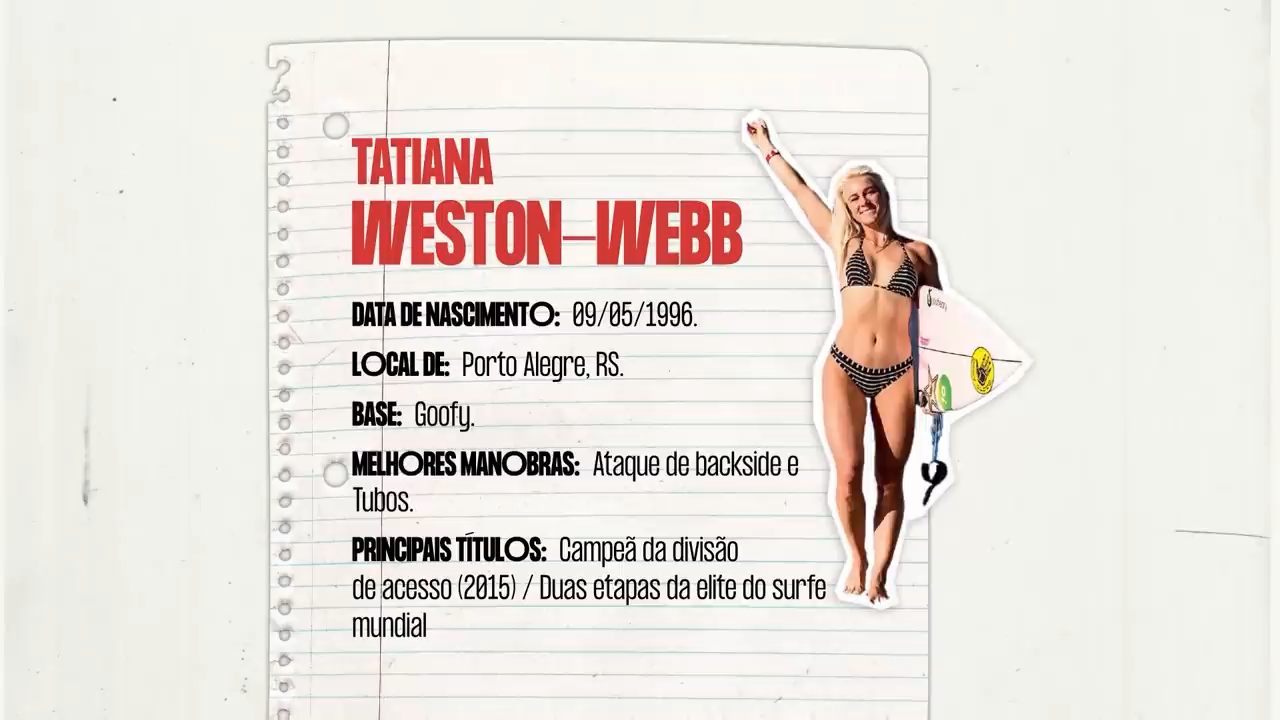 TATIANA
WESTON–WEBB
DATA DE NASCIMENTO: 09/05/1996.
LOCAL DE: Porto Alegre, RS.
BASE: Goofy.
MELHORES MANOBRAS: Ataque de backside e
Tubos.
PRINCIPAIS TÍTULOS: Campeã da divisão
de acesso (2015) / Duas etapas da elite do surfe
mundial